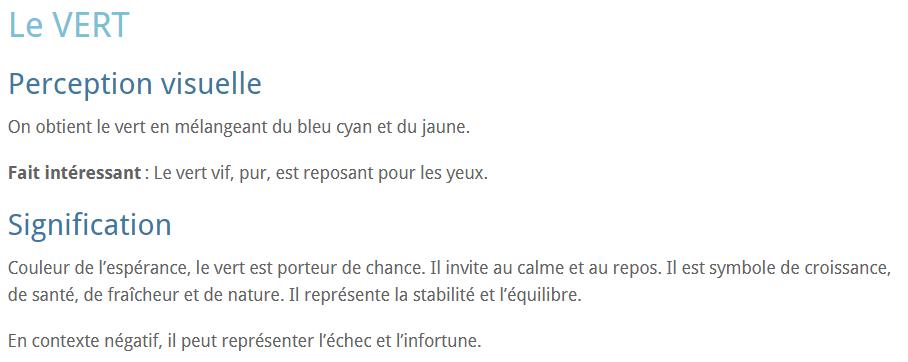 Le VERT
Perception visuelle
On obtient le vert en mélangeant du bleu cyan et du jaune.
Fait intéressant : Le vert vif, pur, est reposant pour les yeux.
Signification
Couleur de l’espérance, le vert est porteur de chance. Il invite au calme et au repos. Il est symbole de croissance,
de santé, de fraîcheur et de nature. Il représente la stabilité et l’équilibre.
En contexte négatif, il peut représenter l’échec et l’infortune.